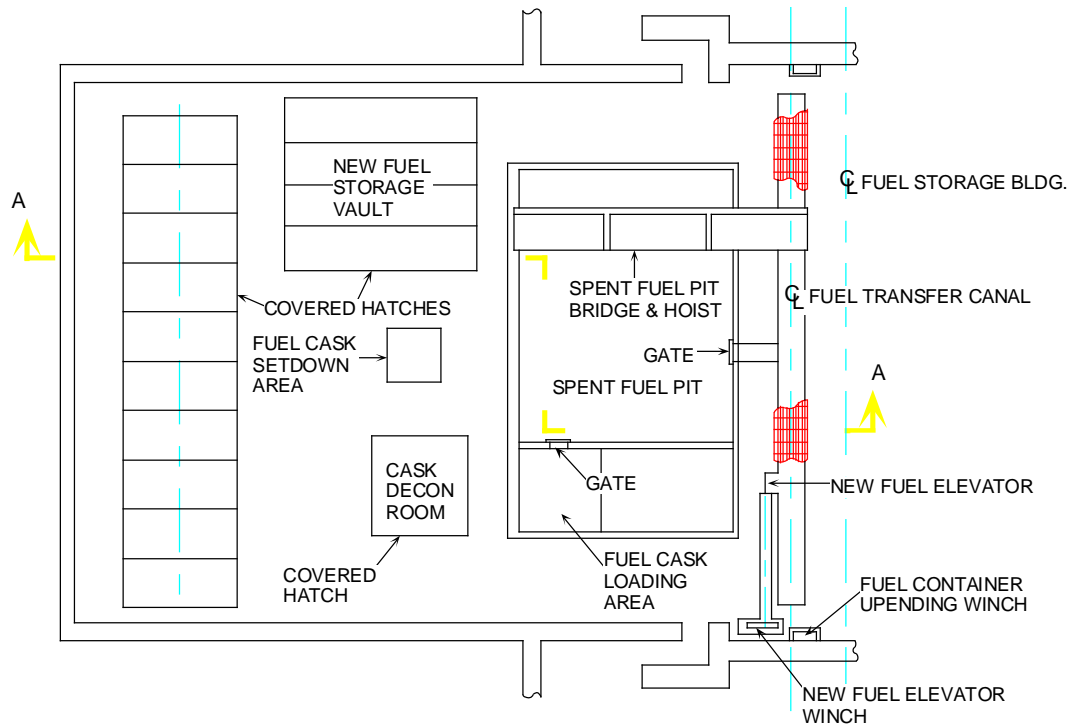 A
NEW FUEL
STORAGE
VAULT
℄ FUEL STORAGE BLDG.
COVERED HATCHES
SPENT FUEL PIT
BRIDGE & HOIST
℄ FUEL TRANSFER CANAL
FUEL CASK
SETDOWN
AREA
GATE
SPENT FUEL PIT
A
CASK
DECON
ROOM
GATE
NEW FUEL ELEVATOR
COVERED
HATCH
FUEL CASK
LOADING
AREA
FUEL CONTAINER
UPENDING WINCH
NEW FUEL ELEVATOR
WINCH